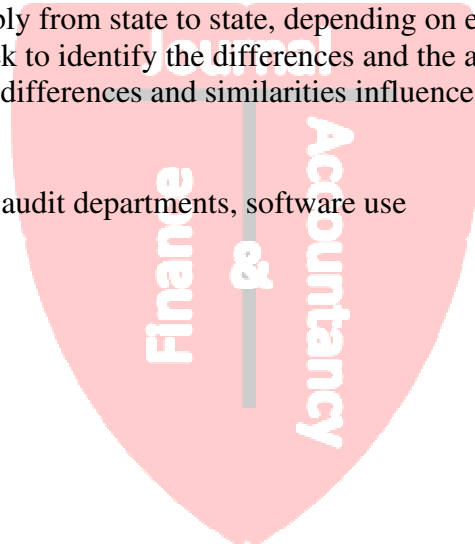 bly from state to state, depending on e
k to identify the differences and the a
differences and similarities influence
audit departments, software use
Journal
Finance
&
Accountancy